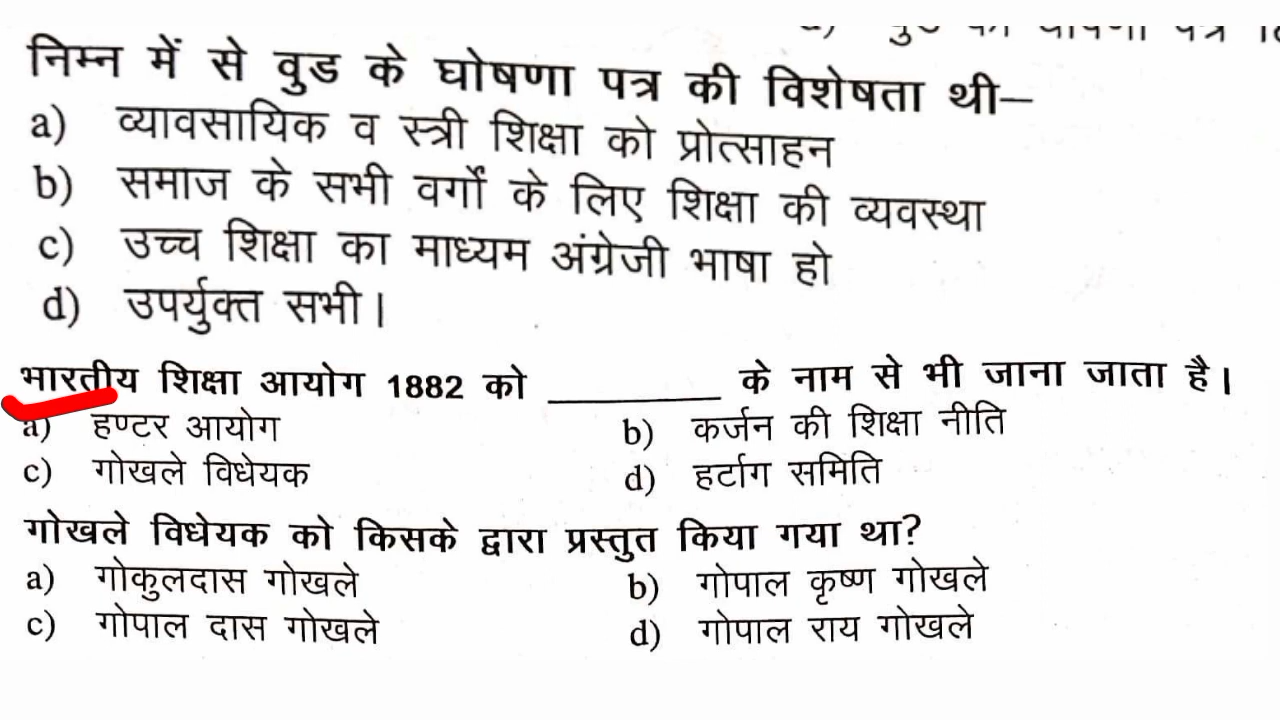 निम्न में से वुड के घोषणा पत्र की विशेषता थी–
a) व्यावसायिक व स्त्री शिक्षा को प्रोत्साहन
b) समाज के सभी वर्गों के लिए शिक्षा की व्यवस्था
c) उच्च शिक्षा का माध्यम अंग्रेजी भाषा हो
d) उपर्युक्त सभी।
भारतीय शिक्षा आयोग 1882 को __________ के नाम से भी जाना जाता है।
a) हण्टर आयोग b) कर्जन की शिक्षा नीति
c) गोखले विधेयक d) हर्टाग समिति
गोखले विधेयक को किसके द्वारा प्रस्तुत किया गया था?
a) गोकुलदास गोखले b) गोपाल कृष्ण गोखले
c) गोपाल दास गोखले d) गोपाल राय गोखले